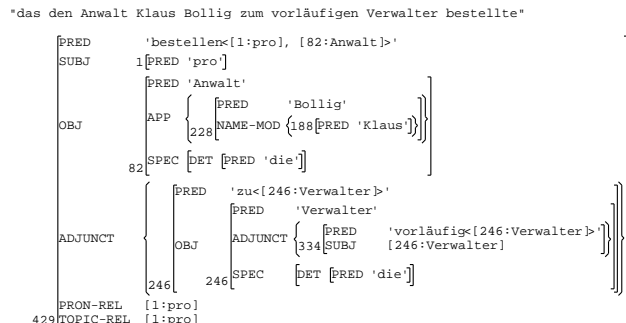 "das den Anwalt Klaus Bollig zum vorläufigen Verwalter bestellte"
PRED 'bestellen<[1:pro], [82:Anwalt]>'
SUBJ 1[PRED 'pro']
PRED 'Anwalt'
PRED 'Bollig'
OBJ APP 228 NAME-MOD {188[PRED 'Klaus']}
82 SPEC [DET [PRED 'die']]
PRED 'zu<[246:Verwalter]>'
PRED 'Verwalter'
ADJUNCT OBJ ADJUNCT 334 PRED 'vorläufig<[246:Verwalter]>'
SUBJ [246:Verwalter]
246 246 SPEC [DET [PRED 'die']]
PRON-REL [1:pro]
429 TOPIC-REL [1:pro]